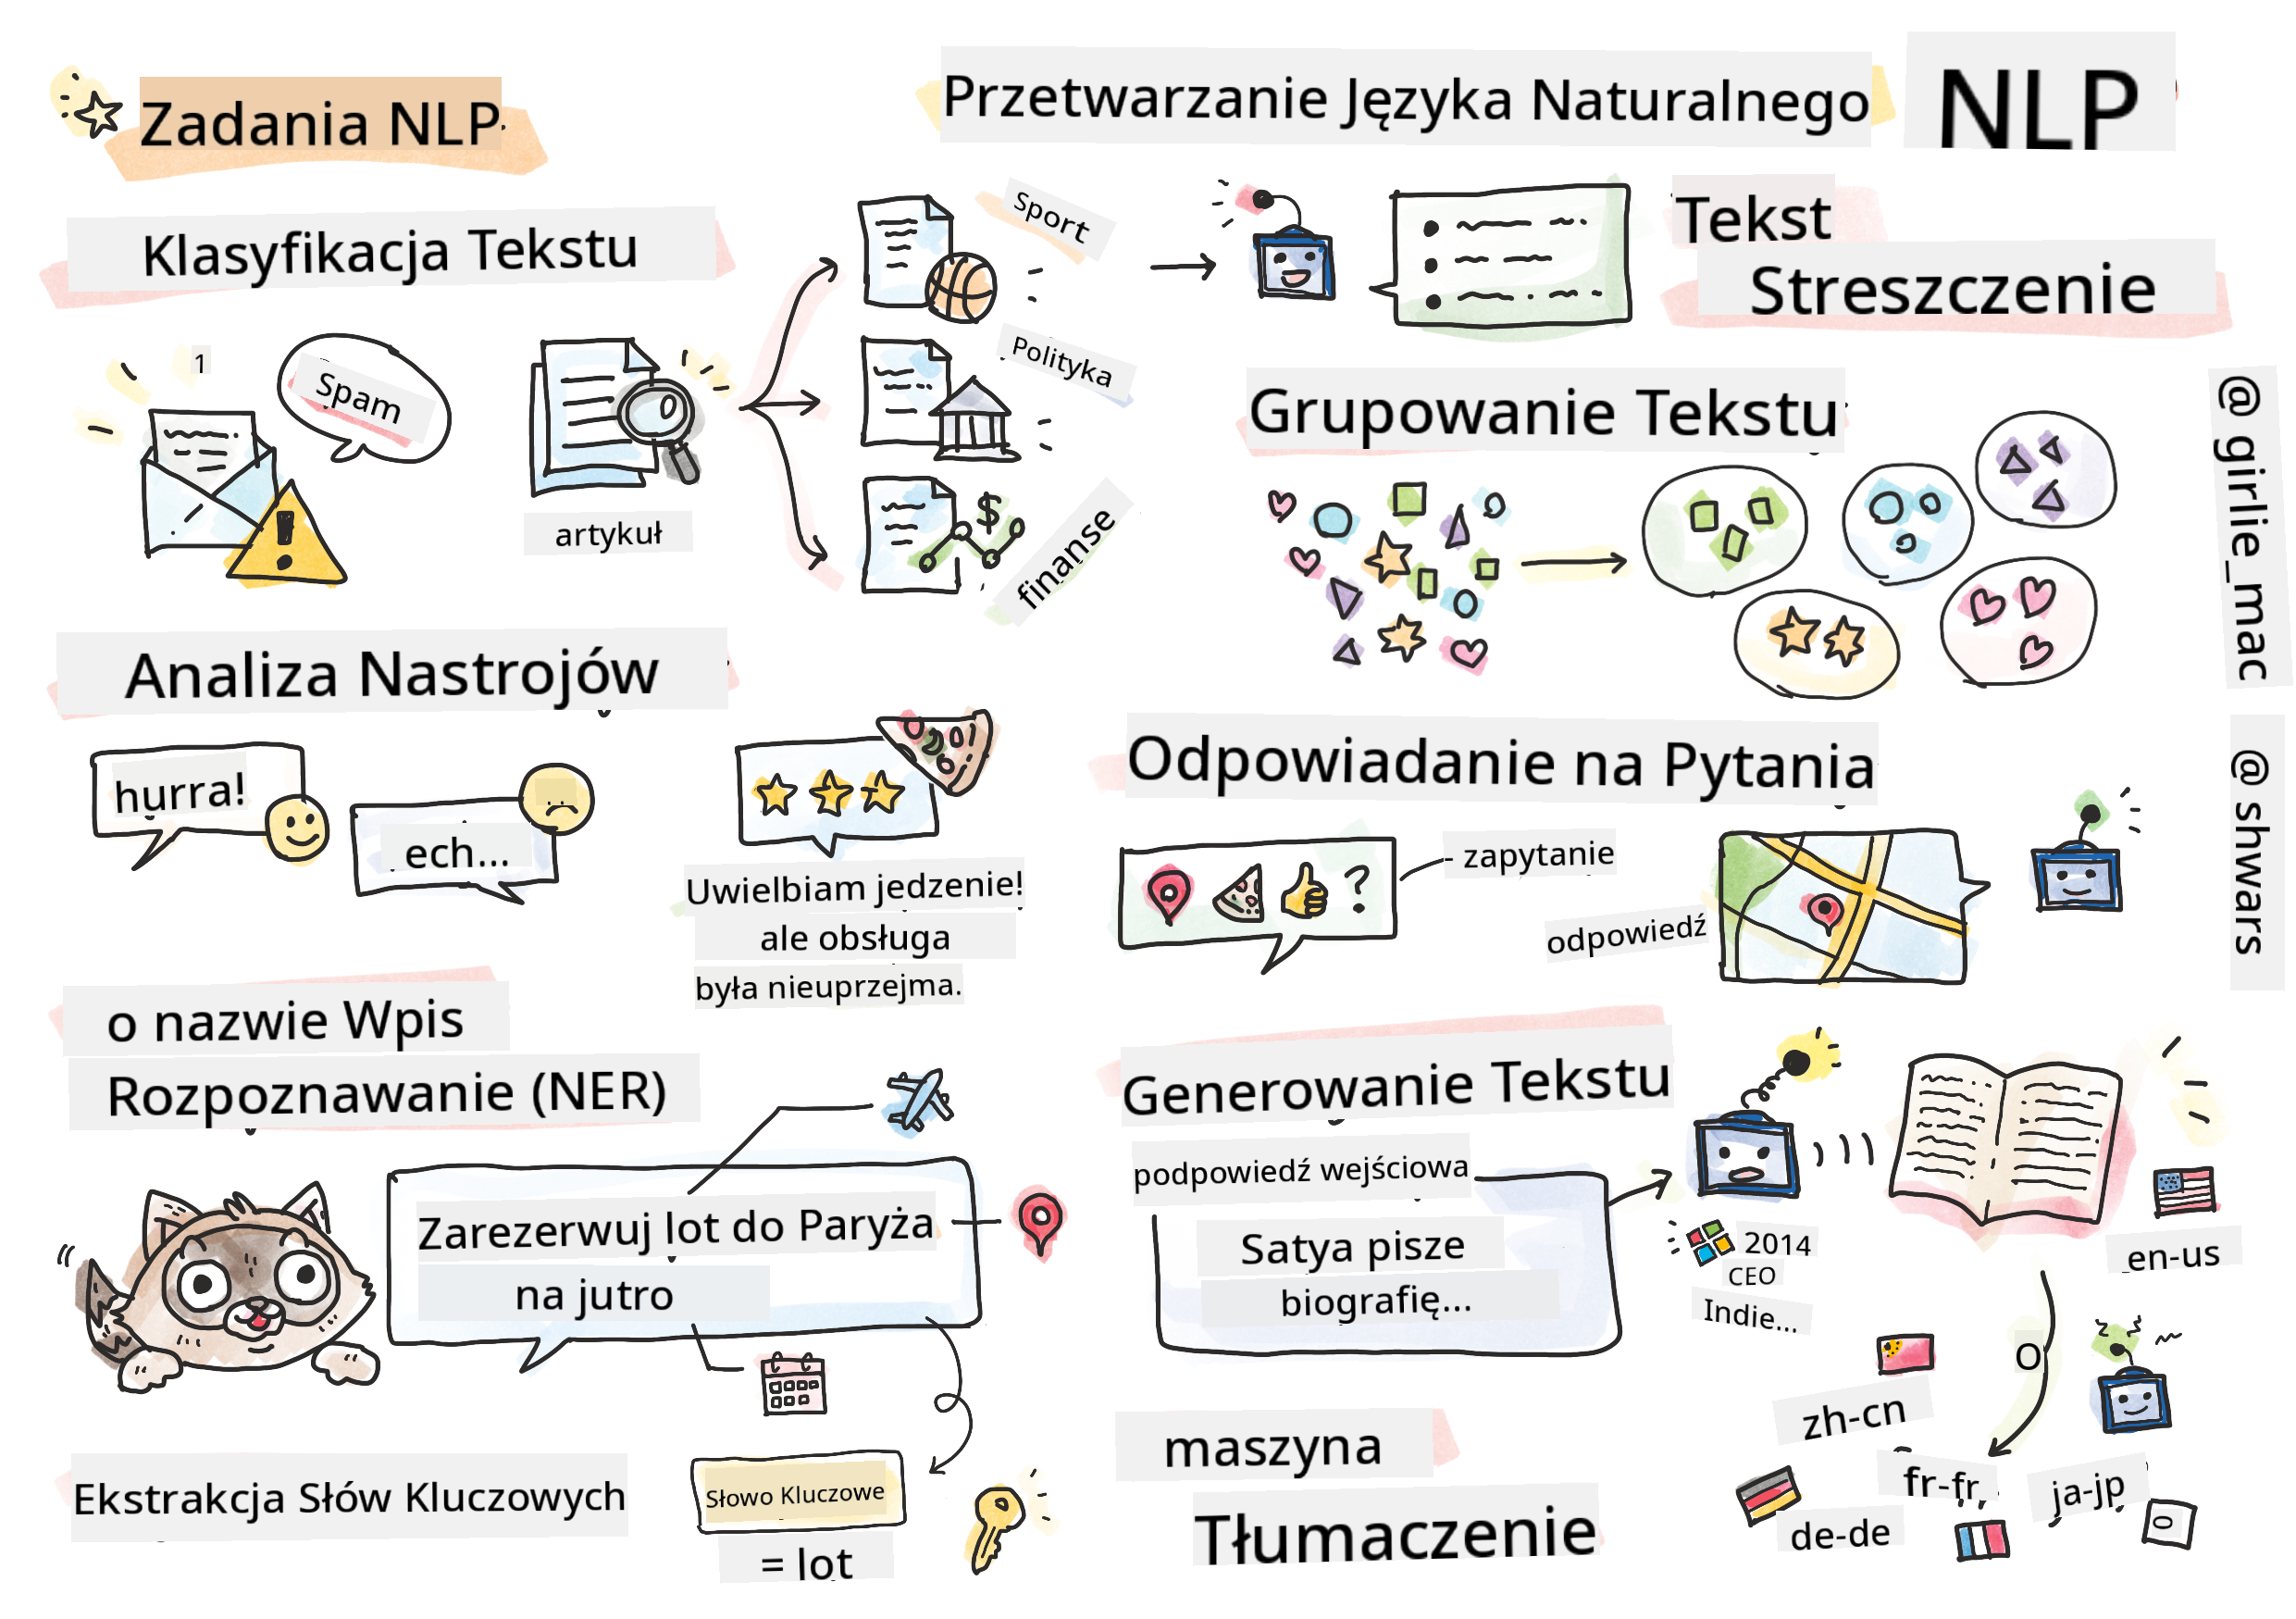 Zadania NLP
Przetwarzanie Języka Naturalnego
NLP
Klasyfikacja Tekstu
1
Spam
artykuł
Sport
Polityka
finanse
Tekst
Streszczenie
Grupowanie Tekstu
@ girlie_mac
@ shwars
Analiza Nastrojów
hurra!
ech...
Uwielbiam jedzenie!
ale obsługa
była nieuprzejma.
Odpowiadanie na Pytania
?
- zapytanie
odpowiedź
o nazwie Wpis
Rozpoznawanie (NER)
Zarezerwuj lot do Paryża
na jutro
Ekstrakcja Słów Kluczowych
Słowo Kluczowe
= lot
Generowanie Tekstu
podpowiedź wejściowa
Satya pisze
biografię...
2014
CEO
Indie...
en-us
O
zh-cn
fr-fr
ja-jp
de-de
0
maszyna
Tłumaczenie